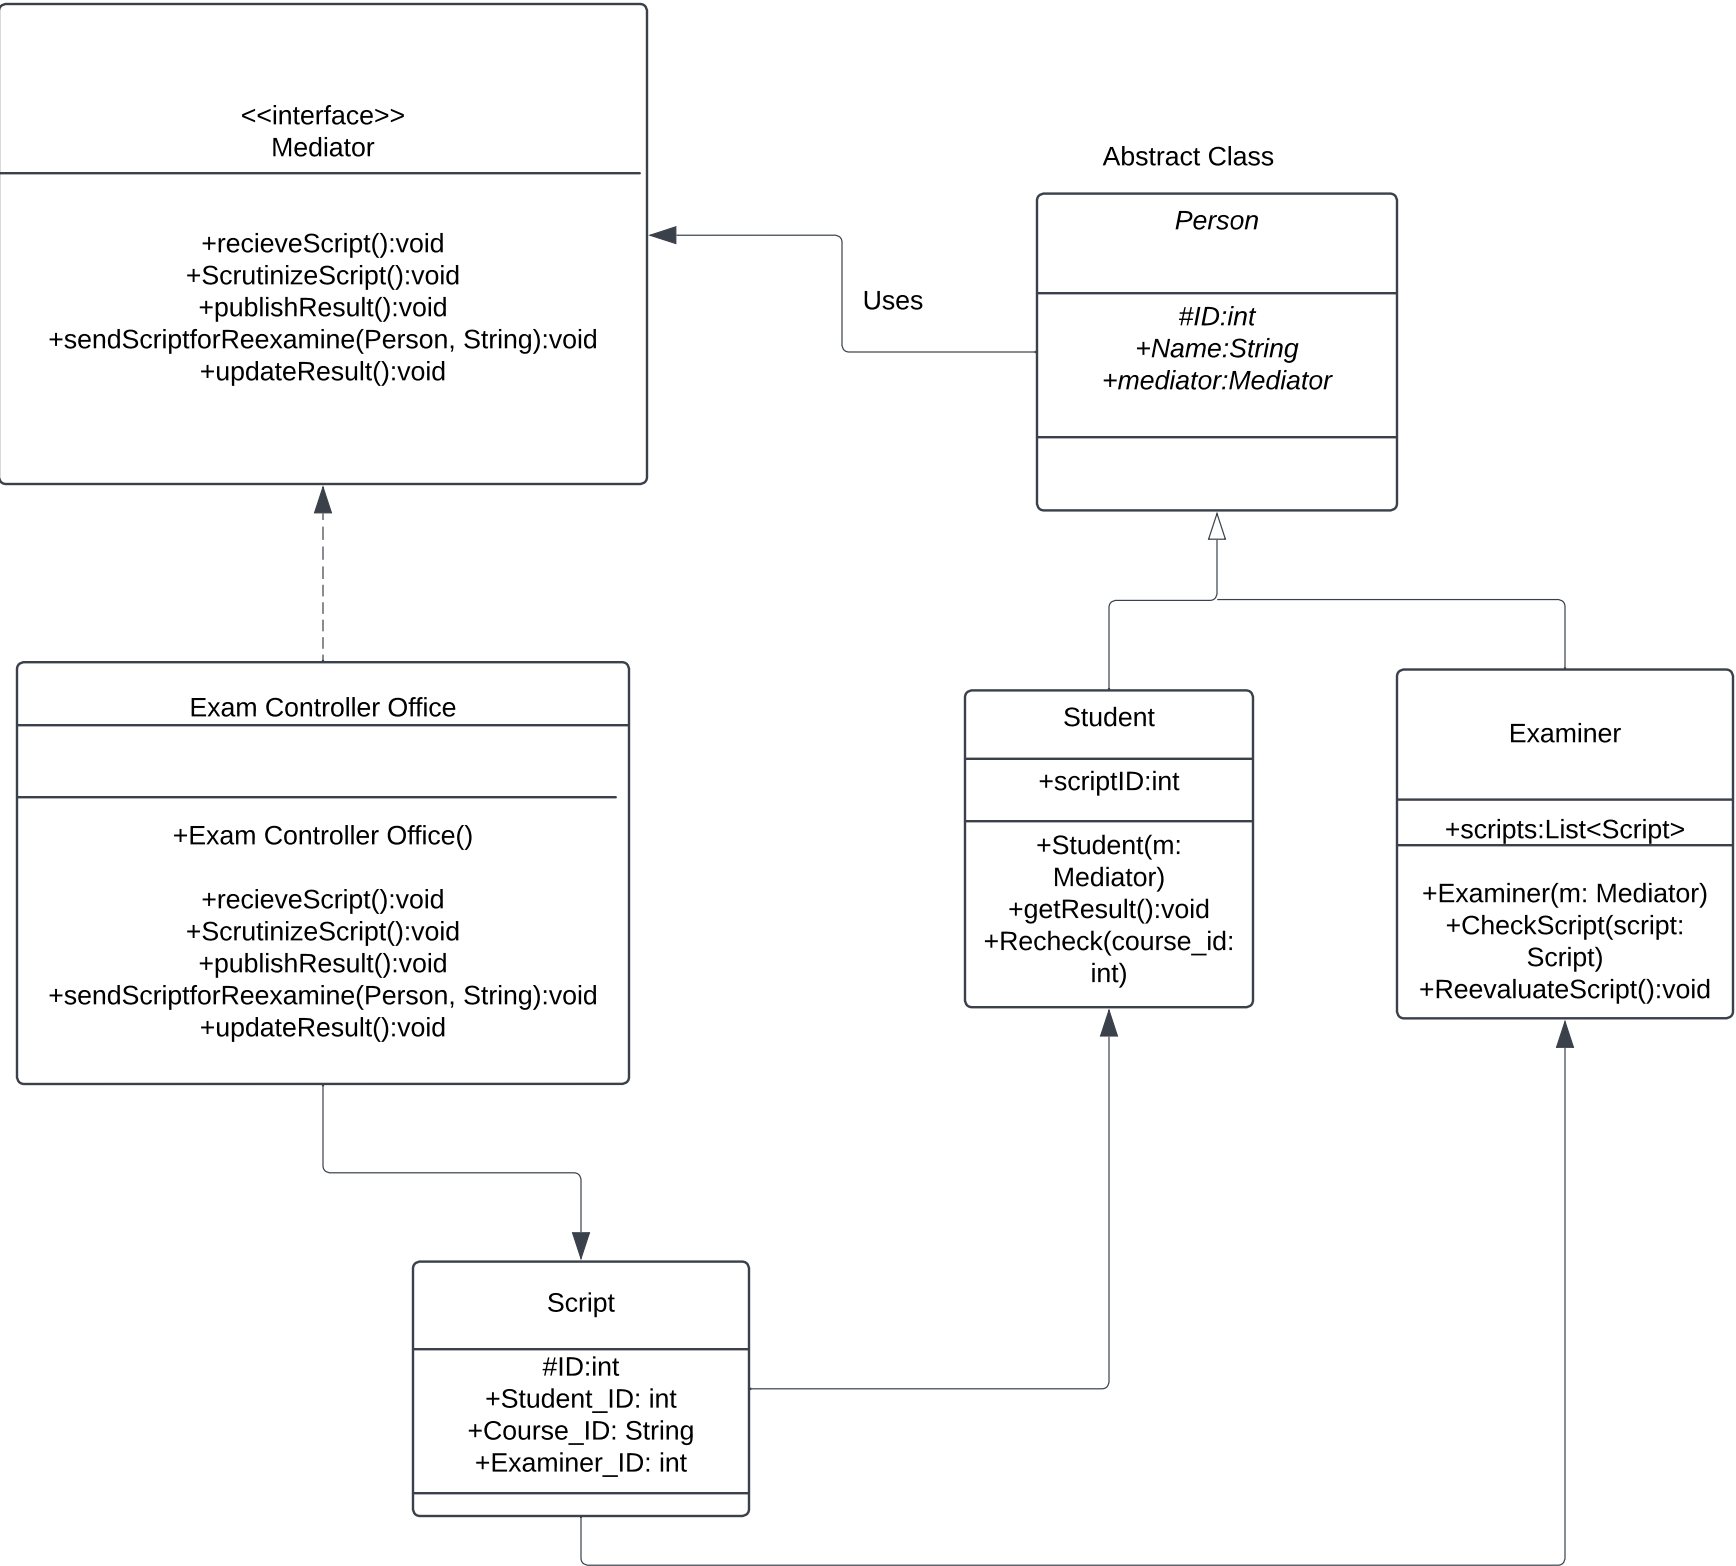 <<interface>>
Mediator
+recieveScript():void
+ScrutinizeScript():void
+publishResult():void
+sendScriptforReexamine(Person, String):void
+updateResult():void
Uses
Abstract Class
Person
#ID:int
+Name:String
+mediator:Mediator
Exam Controller Office
+Exam Controller Office()
+recieveScript():void
+ScrutinizeScript():void
+publishResult():void
+sendScriptforReexamine(Person, String):void
+updateResult():void
Student
+scriptID:int
+Student(m:
Mediator)
+getResult():void
+Recheck(course_id:
int)
Examiner
+scripts:List<Script>
+Examiner(m: Mediator)
+CheckScript(script:
Script)
+ReevaluateScript():void
Script
#ID:int
+Student_ID: int
+Course_ID: String
+Examiner_ID: int